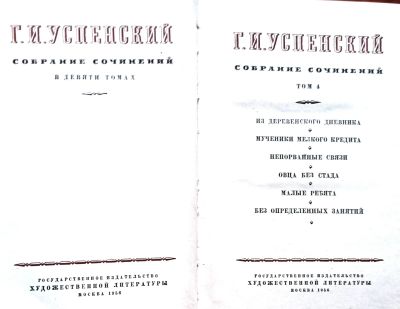 Г. И. УСПЕНСКИЙ
СОБРАНИЕ СОЧИНЕНИЙ
В ДЕВЯТИ ТОМАХ
ГОСУДАРСТВЕННОЕ ИЗДАТЕЛЬСТВО
ХУДОЖЕСТВЕННОЙ ЛИТЕРАТУРЫ
МОСКВА 1956
Г. И. УСПЕНСКИЙ
СОБРАНИЕ СОЧИНЕНИЙ
ТОМ 4
ИЗ ДЕРЕВЕНСКОГО ДНЕВНИКА
МУЧЕНИКИ МЕЛКОГО КРЕДИТА
НЕПОРВАННЫЕ СВЯЗИ
ОВЦА БЕЗ СТАДА
МАЛЫЕ РЕБЯТА
БЕЗ ОПРЕДЕЛЕННЫХ ЗАНЯТИЙ
ГОСУДАРСТВЕННОЕ ИЗДАТЕЛЬСТВО
ХУДОЖЕСТВЕННОЙ ЛИТЕРАТУРЫ
МОСКВА 1956